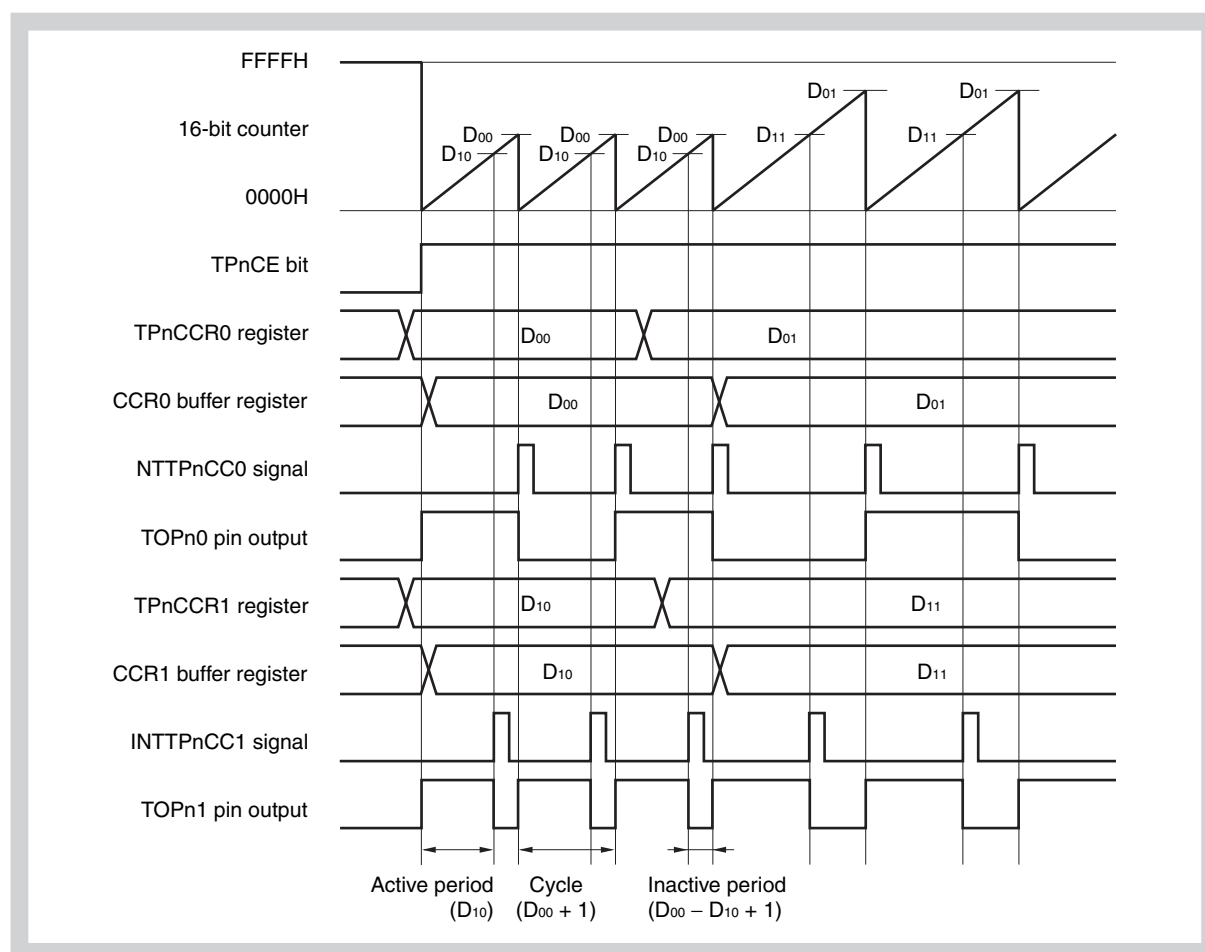 FFFFH
D01 D01
16-bit counter D00 D00 D00 D11 D11
D10 D10 D10
0000H
TPnCE bit
TPnCCR0 register D00 D01
CCR0 buffer register D00 D01
NTTPnCC0 signal
TOPn0 pin output
TPnCCR1 register D10 D11
CCR1 buffer register D10 D11
INTTPnCC1 signal
TOPn1 pin output
Active period Cycle Inactive period
(D10) (D00 + 1) (D00 − D10 + 1)